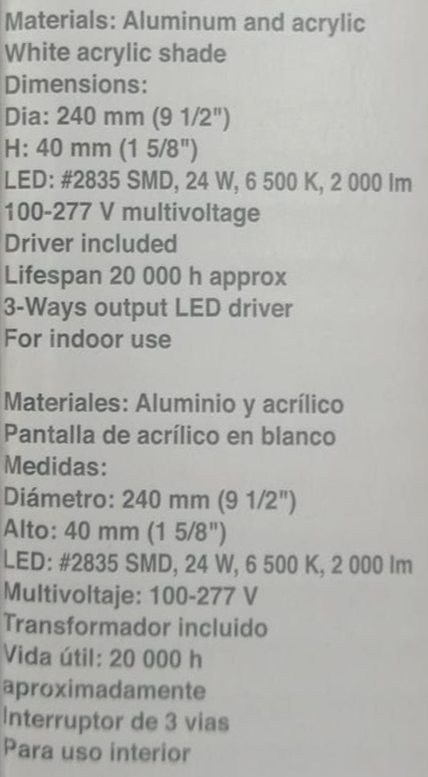 Materials: Aluminum and acrylic
White acrylic shade
Dimensions:
Dia: 240 mm (9 1/2")
H: 40 mm (1 5/8")
LED: #2835 SMD, 24 W, 6 500 K, 2 000 lm
100-277 V multivoltage
Driver included
Lifespan 20 000 h approx
3-Ways output LED driver
For indoor use

Materiales: Aluminio y acrílico
Pantalla de acrílico en blanco
Medidas:
Diámetro: 240 mm (9 1/2")
Alto: 40 mm (1 5/8")
LED: #2835 SMD, 24 W, 6 500 K, 2 000 lm
Multivoltaje: 100-277 V
Transformador incluido
Vida útil: 20 000 h
aproximadamente
Interruptor de 3 vias
Para uso interior